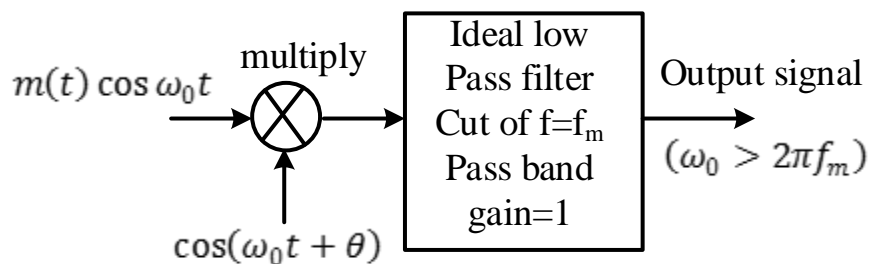 multiply
m(t) cos ω₀t
cos(ω₀t + θ)
Ideal low
Pass filter
Cut of f=fₘ
Pass band
gain=1
Output signal
(ω₀ > 2πfₘ)